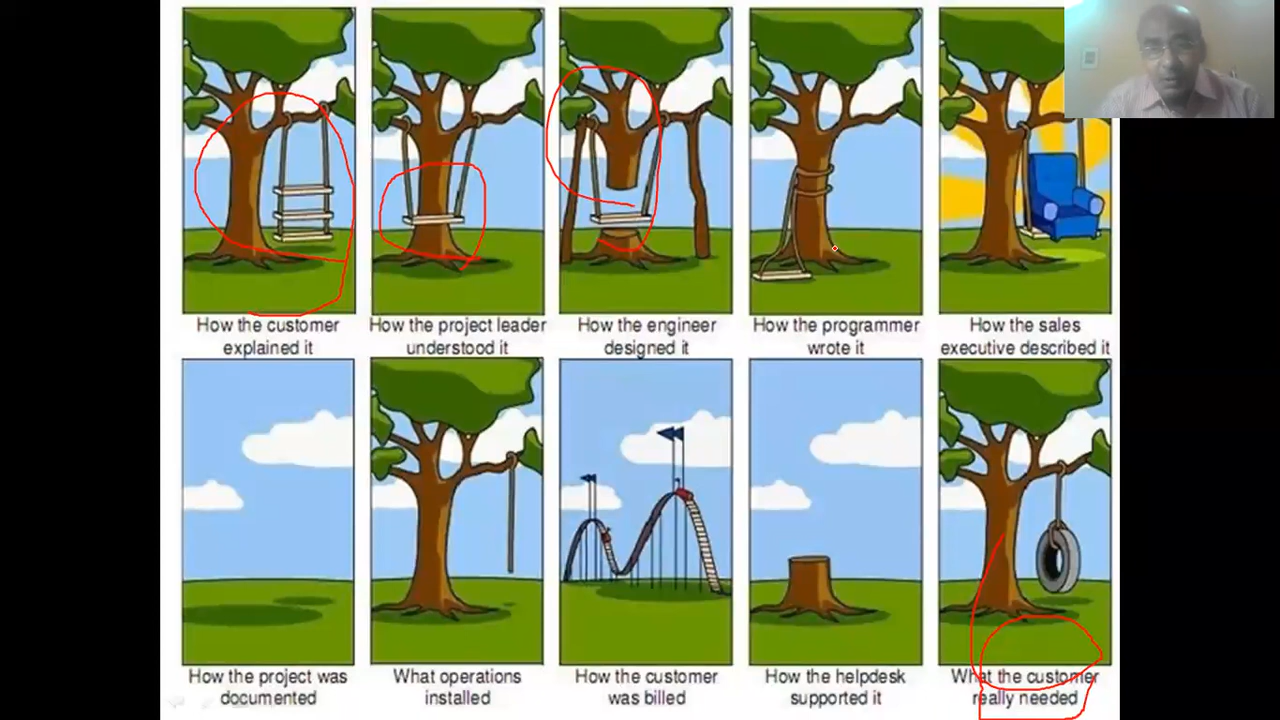 How the customer
explained it
How the project leader
understood it
How the engineer
designed it
How the programmer
wrote it
How the sales
executive described it
How the project was
documented
What operations
installed
How the customer
was billed
How the helpdesk
supported it
What the customer
really needed